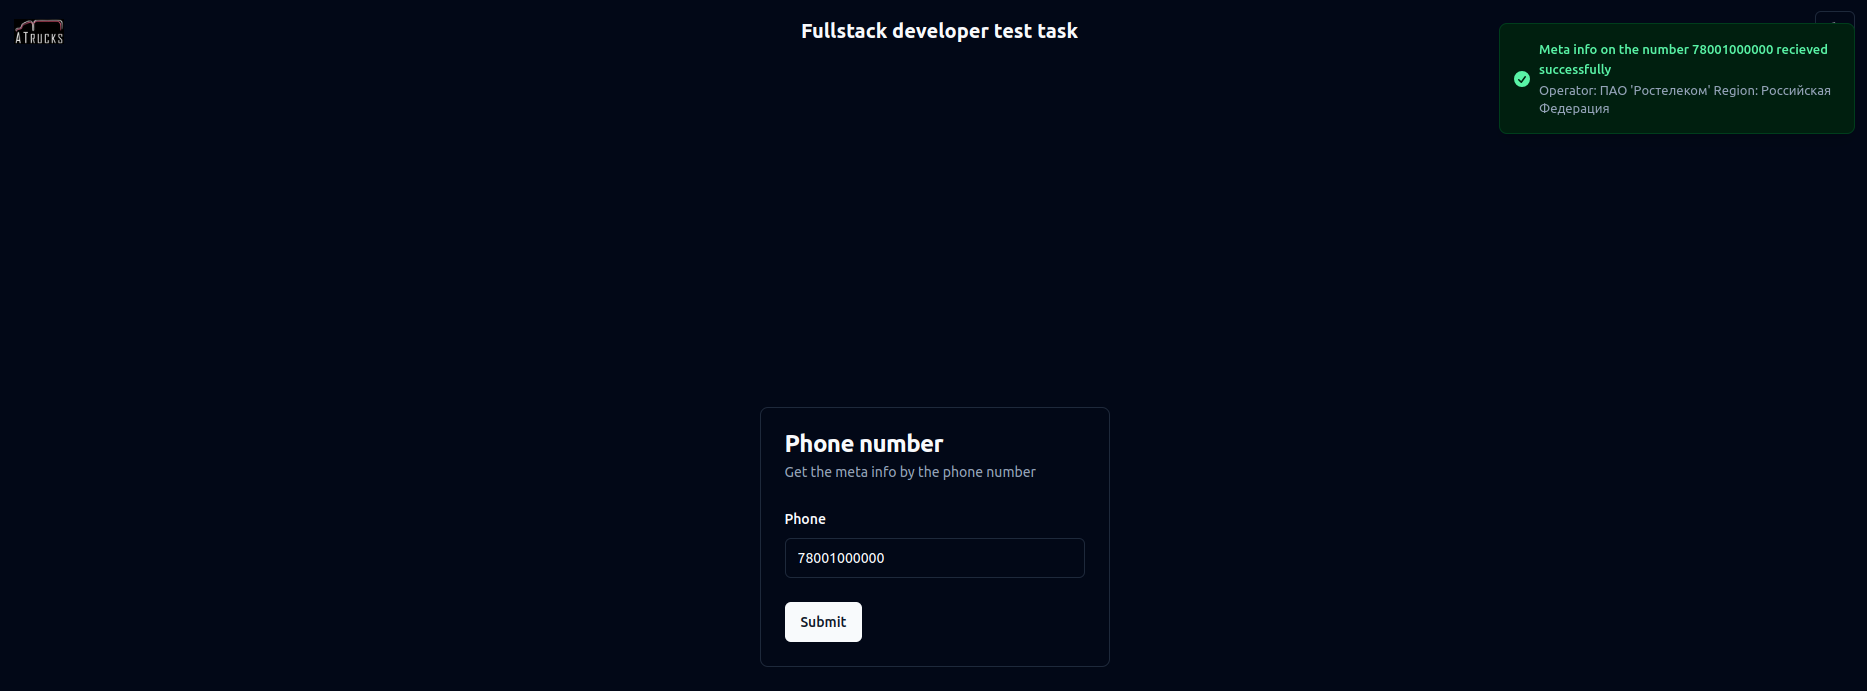 ATRUCKS
Fullstack developer test task
Meta info on the number 78001000000 recieved
successfully
Operator: ПАО 'Ростелеком' Region: Российская
Федерация
Phone number
Get the meta info by the phone number
Phone
78001000000
Submit